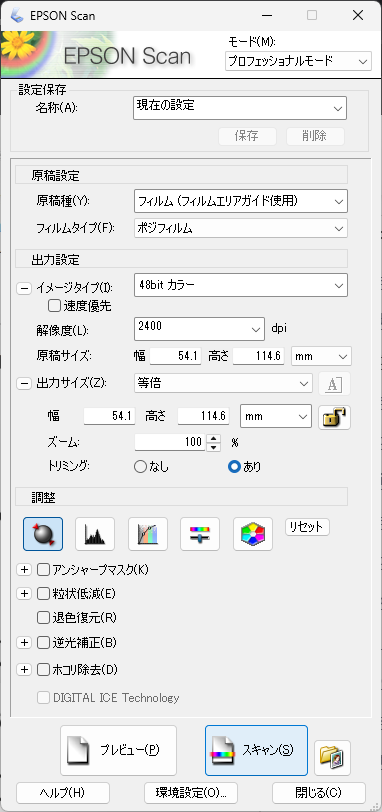 EPSON Scan
EPSON Scan
モード(M):
プロフェッショナルモード
設定保存
名称(A):
現在の設定
保存
削除
原稿設定
原稿種(Y):
フィルム (フィルムエリアガイド使用)
フィルムタイプ(F):
ポジフィルム
出力設定
イメージタイプ(I):
48bit カラー
速度優先
解像度(L):
2400
dpi
原稿サイズ:
幅
54.1
高さ
114.6
mm
出力サイズ(Z):
等倍
A
幅
54.1
高さ
114.6
mm
ズーム:
100
%
トリミング:
なし
あり
調整
リセット
アンシャープマスク(K)
粒状低減(E)
退色復元(R)
逆光補正(B)
ホコリ除去(D)
DIGITAL ICE Technology
プレビュー(P)
スキャン(S)
ヘルプ(H)
環境設定(O)...
閉じる(C)